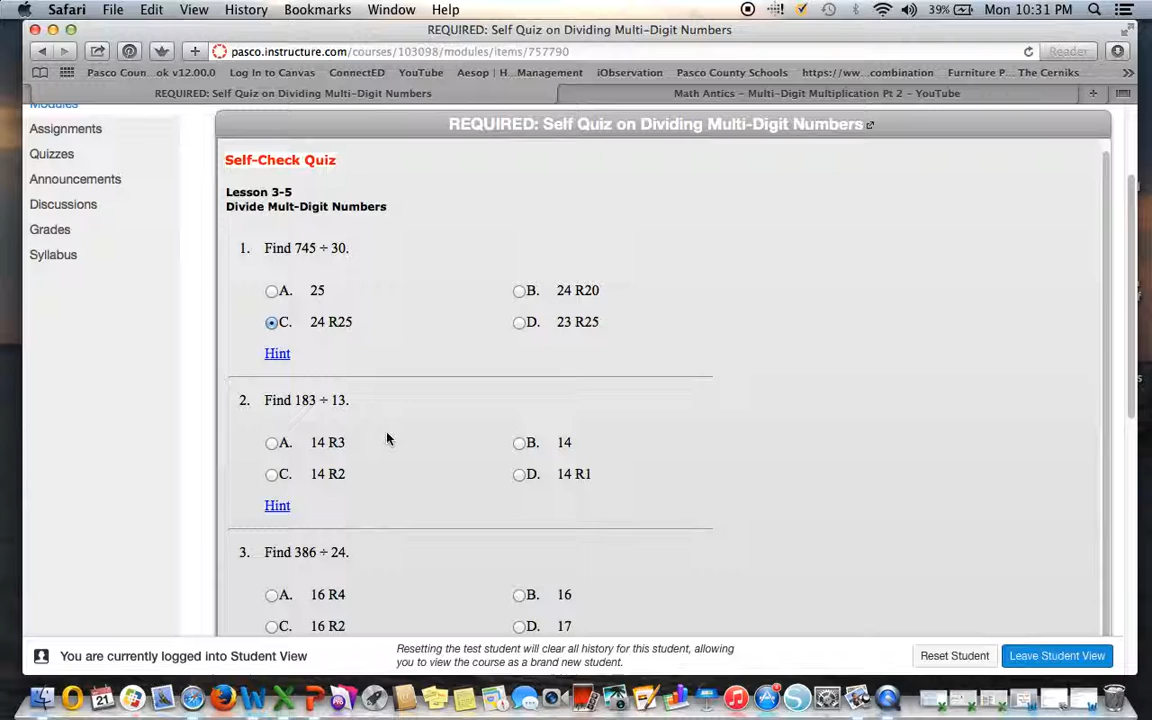 Safari File Edit View History Bookmarks Window Help 39% Mon 10:31 PM
REQUIRED: Self Quiz on Dividing Multi-Digit Numbers
pasco.instructure.com/courses/103098/modules/items/757790 Reader
Pasco Coun...ok v12.00.0 Log In to Canvas ConnectED YouTube Aesop | H...Management iObservation Pasco County Schools https://ww...combination Furniture P... The Cerniks
REQUIRED: Self Quiz on Dividing Multi-Digit Numbers Math Antics - Multi-Digit Multiplication Pt 2 - YouTube
Modules
Assignments
Quizzes
Announcements
Discussions
Grades
Syllabus
REQUIRED: Self Quiz on Dividing Multi-Digit Numbers
Self-Check Quiz
Lesson 3-5
Divide Mult-Digit Numbers
1. Find 745 ÷ 30.
A. 25 B. 24 R20
C. 24 R25 D. 23 R25
Hint
2. Find 183 ÷ 13.
A. 14 R3 B. 14
C. 14 R2 D. 14 R1
Hint
3. Find 386 ÷ 24.
A. 16 R4 B. 16
C. 16 R2 D. 17
You are currently logged into Student View
Resetting the test student will clear all history for this student, allowing
you to view the course as a brand new student.
Reset Student Leave Student View
21